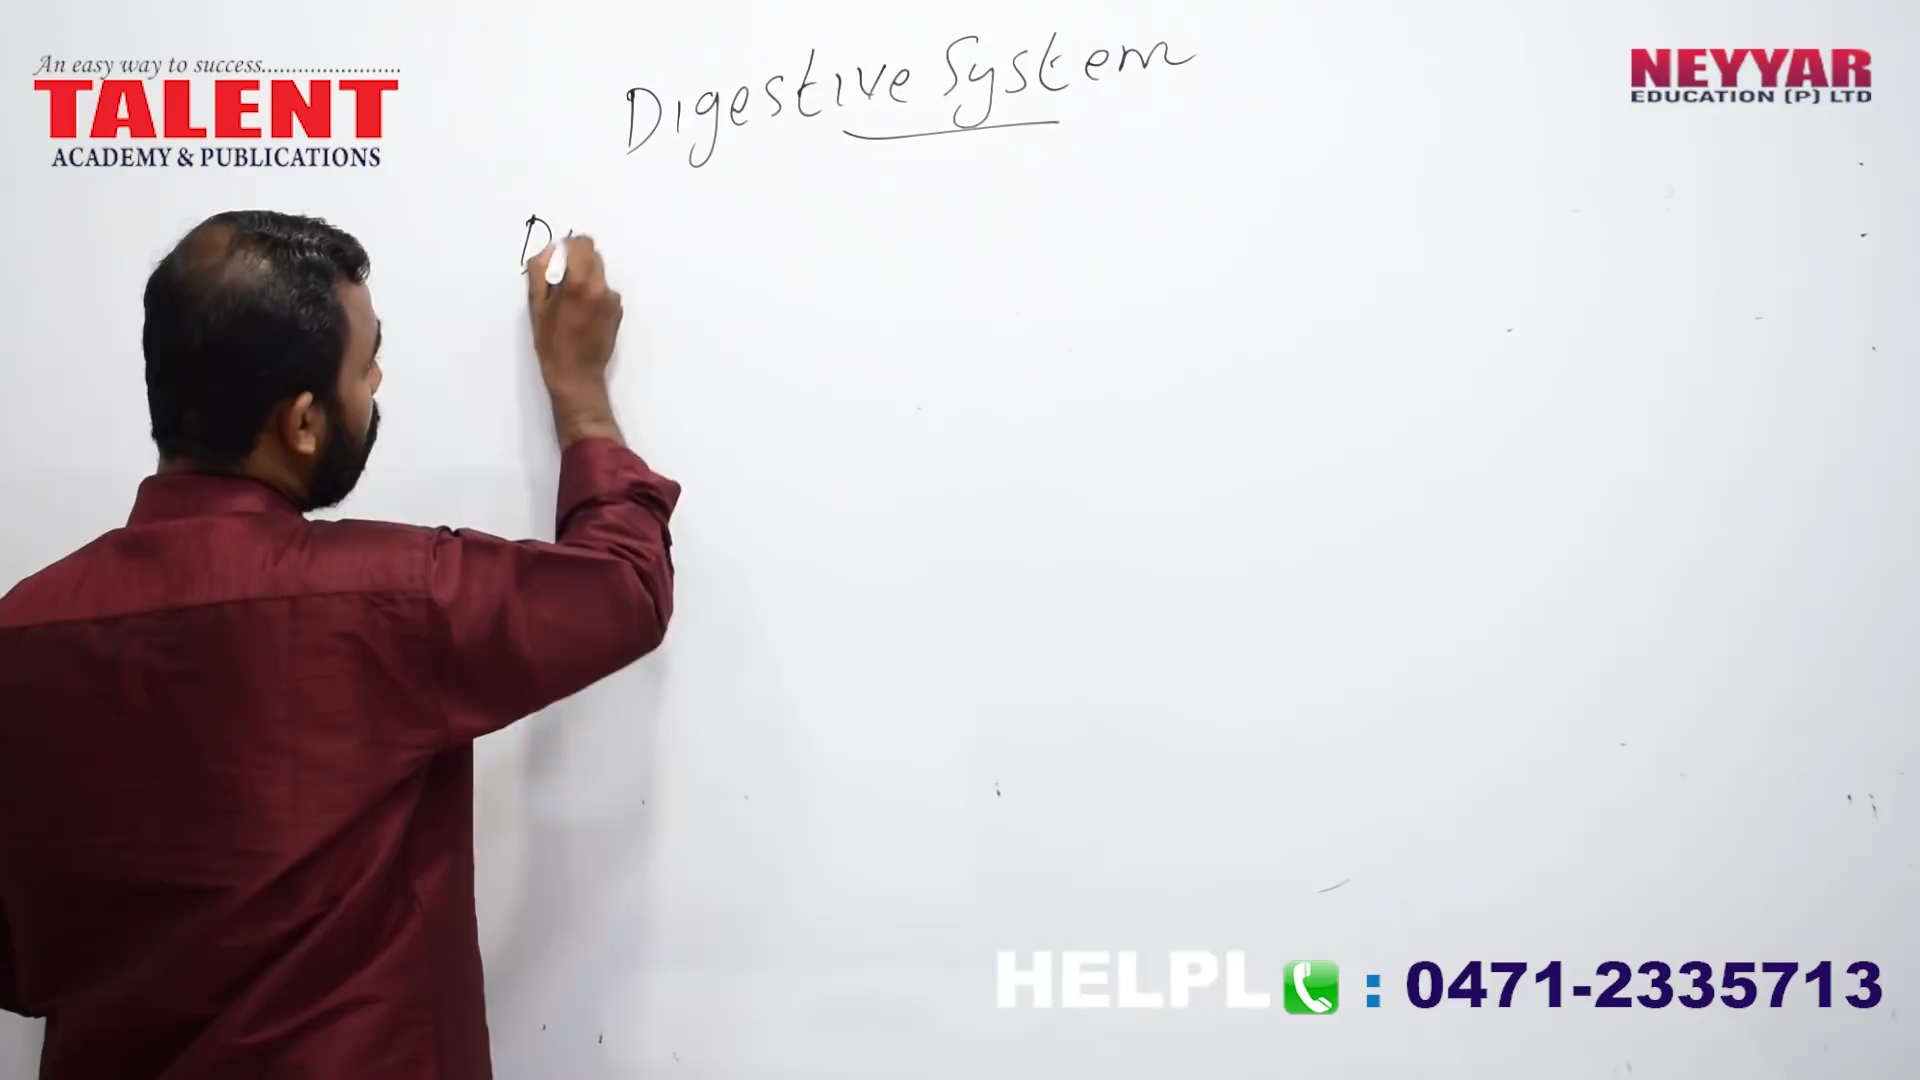 An easy way to success.......................
TALENT
ACADEMY & PUBLICATIONS
Digestive System
NEYYAR
EDUCATION (P) LTD
D
HELPL : 0471-2335713